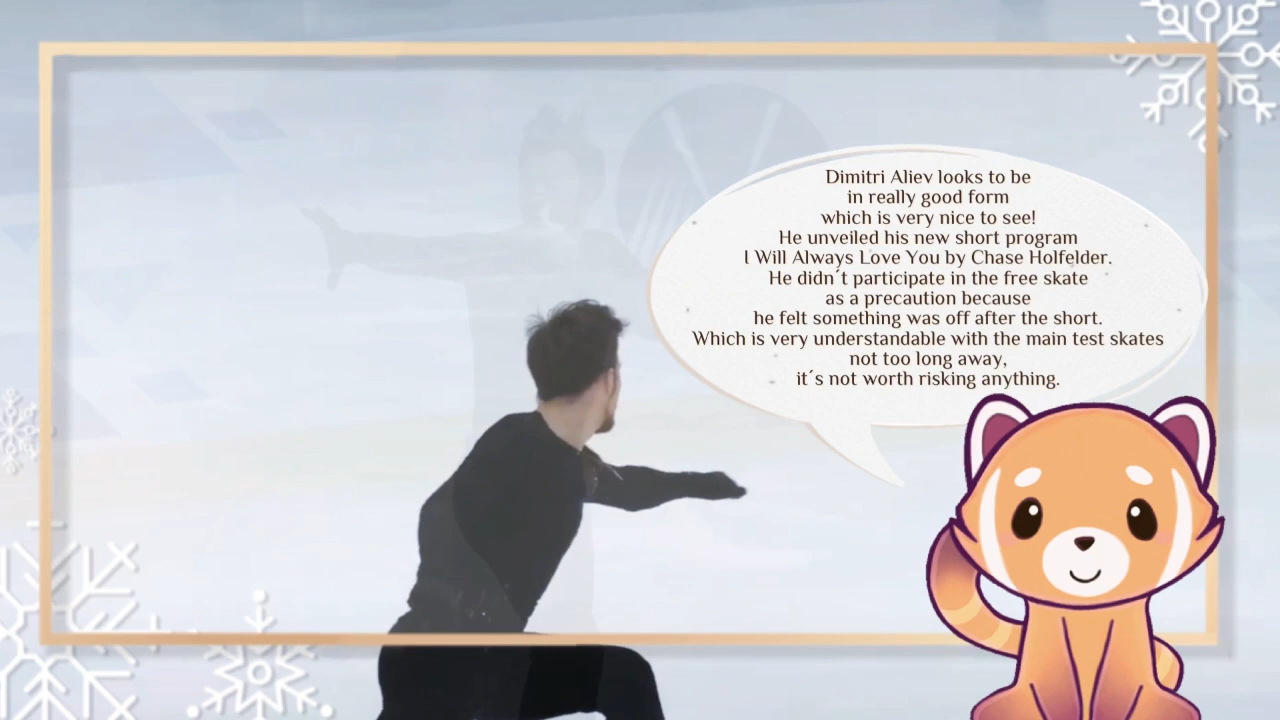 Dimitri Aliev looks to be
in really good form
which is very nice to see!
He unveiled his new short program
I Will Always Love You by Chase Holfelder.
He didn´t participate in the free skate
as a precaution because
he felt something was off after the short.
Which is very understandable with the main test skates
not too long away,
it´s not worth risking anything.